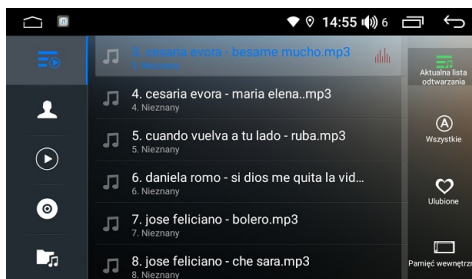 14:55 6
3. cesaria evora - besame mucho.mp3
4. cesaria evora - maria elena..mp3
4. Nieznany
5. cuando vuelva a tu lado - ruba.mp3
5. Nieznany
6. daniela romo - si dios me quita la vid...
6. Nieznany
7. jose feliciano - bolero.mp3
7. Nieznany
8. jose feliciano - che sara.mp3
8. Nieznany
Aktualna lista
odtwarzania
A
Wszystkie
Ulubione
Pamięć wewnętrzn